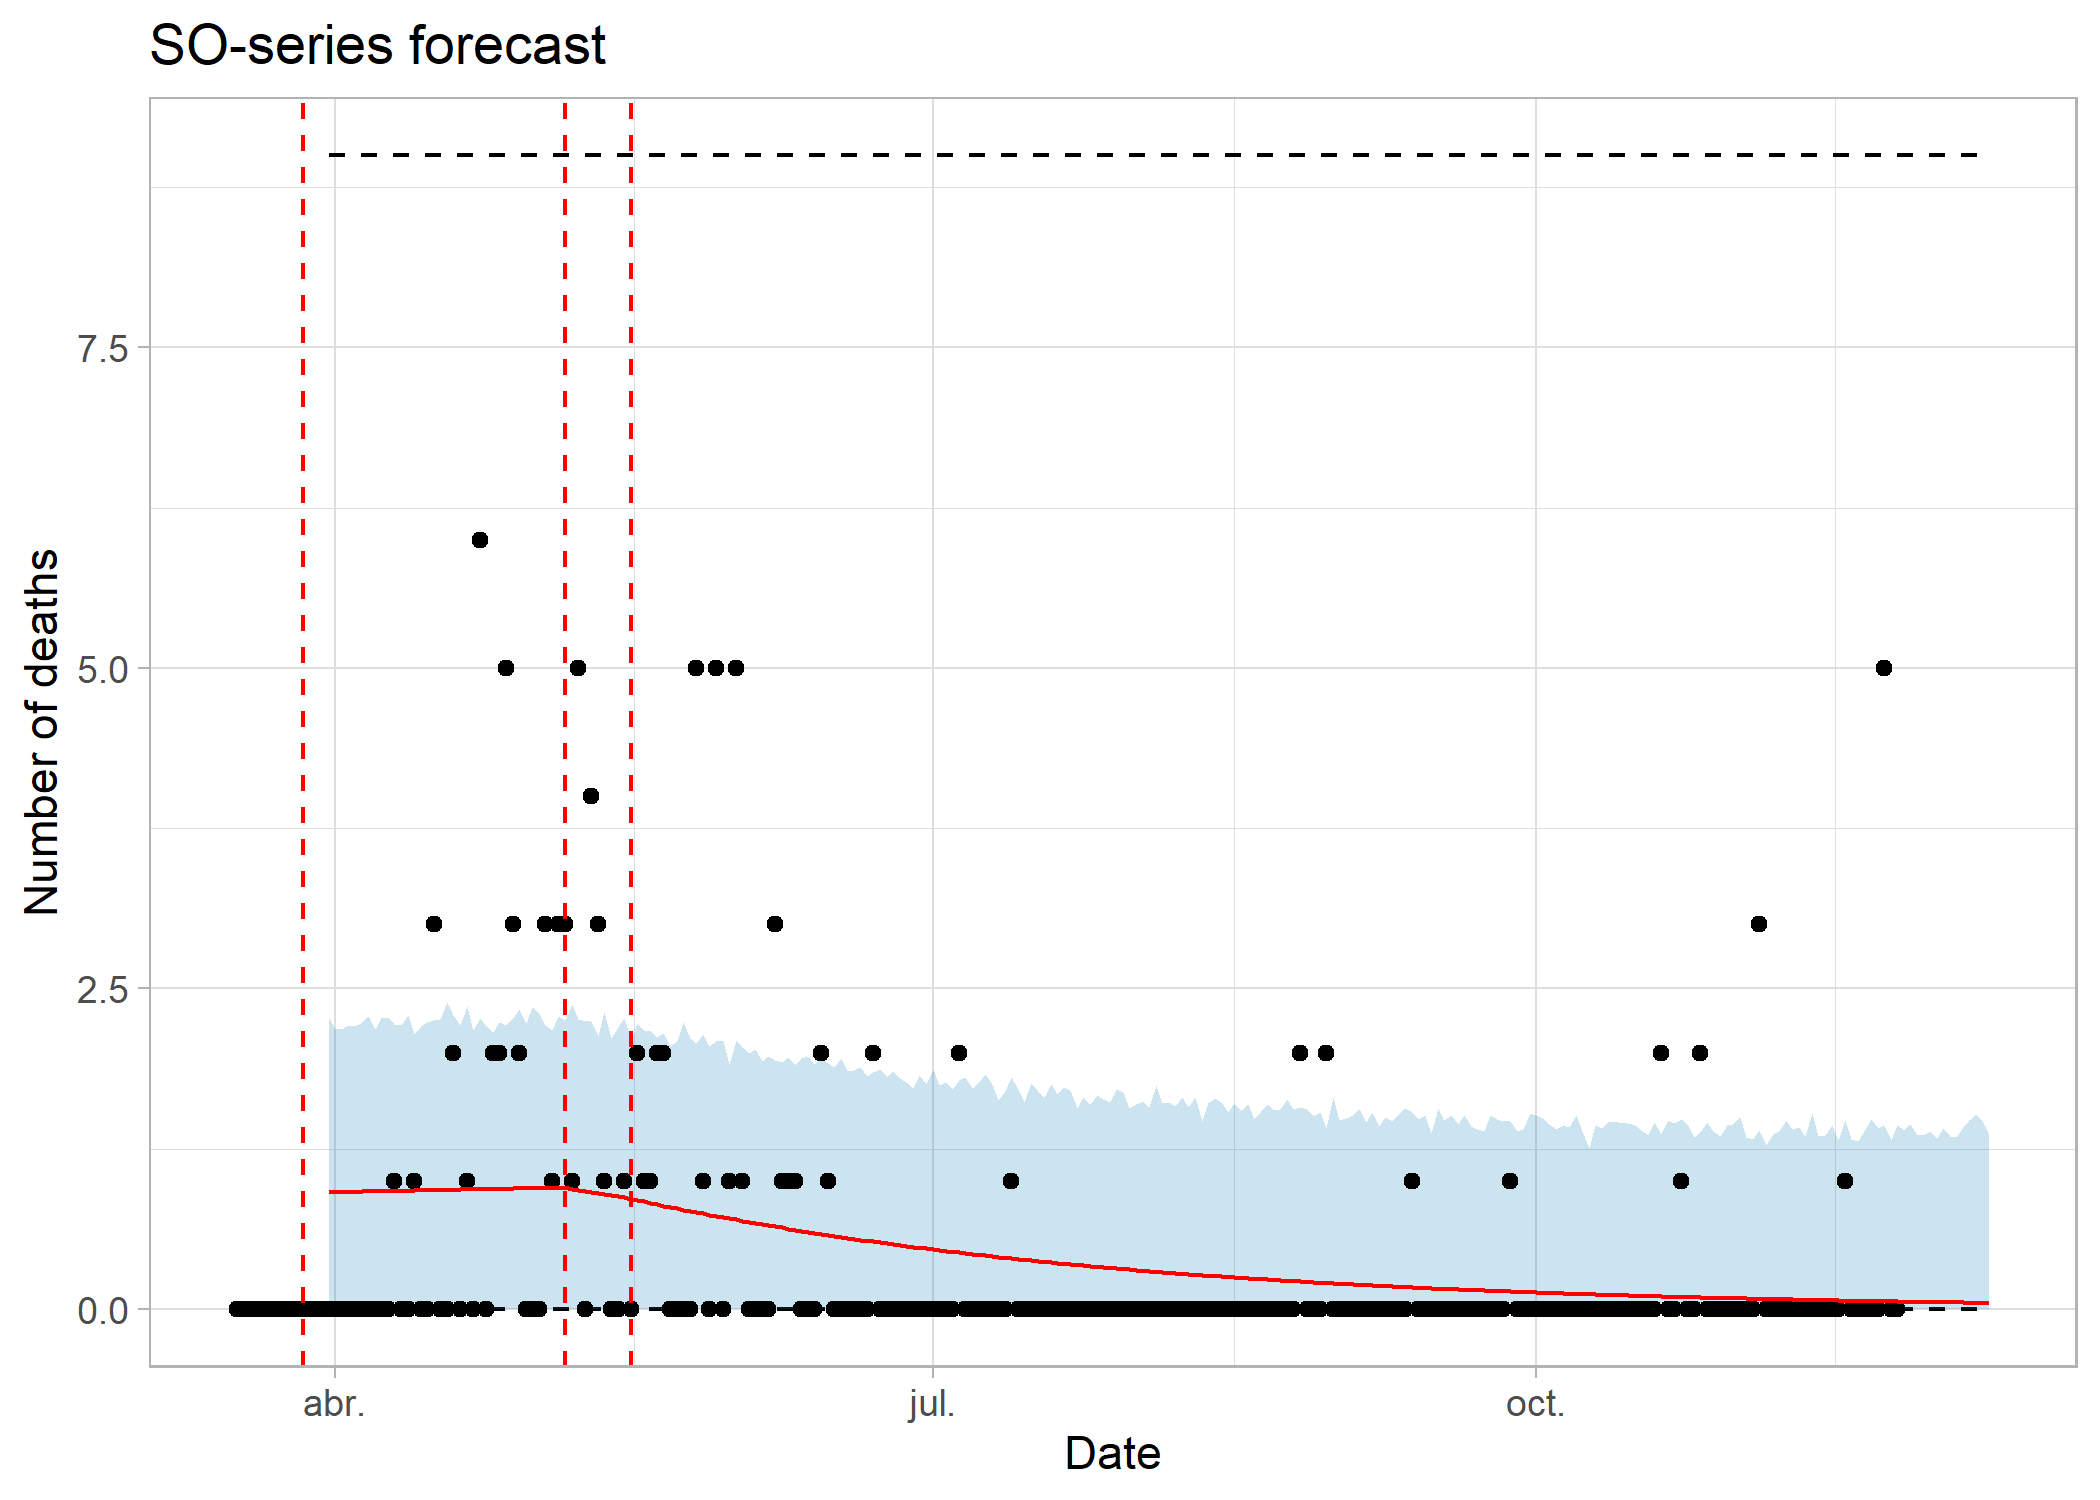 SO-series forecast
Number of deaths
7.5
5.0
2.5
0.0
abr.
jul.
oct.
Date